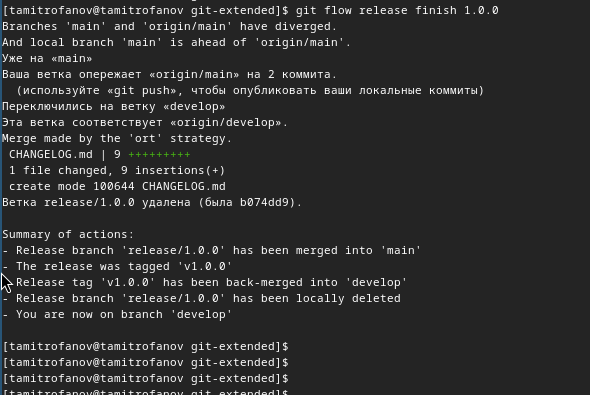 [tamitrofanov@tamitrofanov git-extended]$ git flow release finish 1.0.0
Branches 'main' and 'origin/main' have diverged.
And local branch 'main' is ahead of 'origin/main'.
Уже на «main»
Ваша ветка опережает «origin/main» на 2 коммита.
  (используйте «git push», чтобы опубликовать ваши локальные коммиты)
Переключились на ветку «develop»
Эта ветка соответствует «origin/develop».
Merge made by the 'ort' strategy.
 CHANGELOG.md | 9 +++++++++
 1 file changed, 9 insertions(+)
 create mode 100644 CHANGELOG.md
Ветка release/1.0.0 удалена (была b074dd9).

Summary of actions:
- Release branch 'release/1.0.0' has been merged into 'main'
- The release was tagged 'v1.0.0'
- Release tag 'v1.0.0' has been back-merged into 'develop'
- Release branch 'release/1.0.0' has been locally deleted
- You are now on branch 'develop'

[tamitrofanov@tamitrofanov git-extended]$
[tamitrofanov@tamitrofanov git-extended]$
[tamitrofanov@tamitrofanov git-extended]$
[tamitrofanov@tamitrofanov git-extended]$